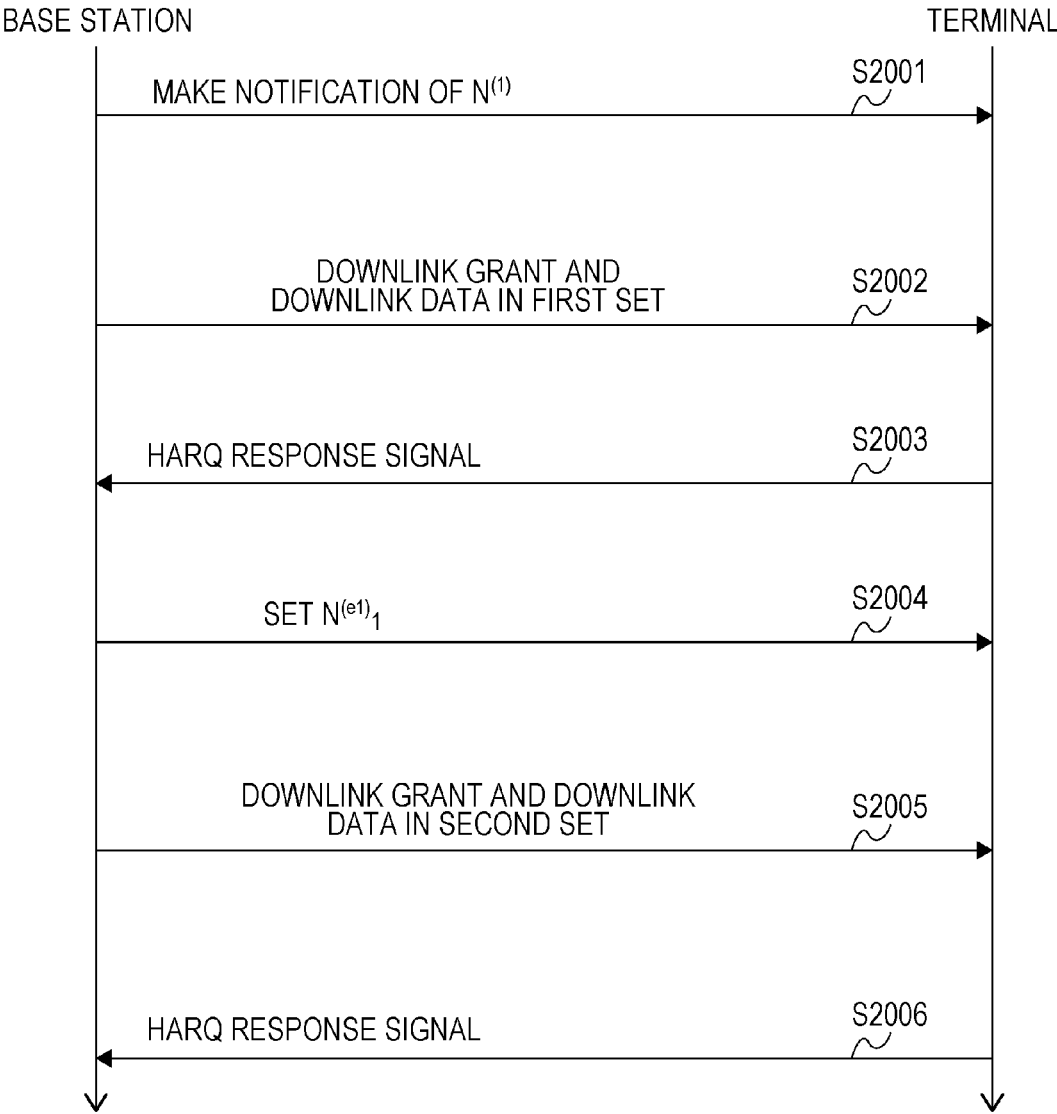 BASE STATION
TERMINAL
MAKE NOTIFICATION OF N⁽¹⁾
S2001
DOWNLINK GRANT AND
DOWNLINK DATA IN FIRST SET
S2002
HARQ RESPONSE SIGNAL
S2003
SET N⁽ᵉ¹⁾₁
S2004
DOWNLINK GRANT AND DOWNLINK
DATA IN SECOND SET
S2005
HARQ RESPONSE SIGNAL
S2006